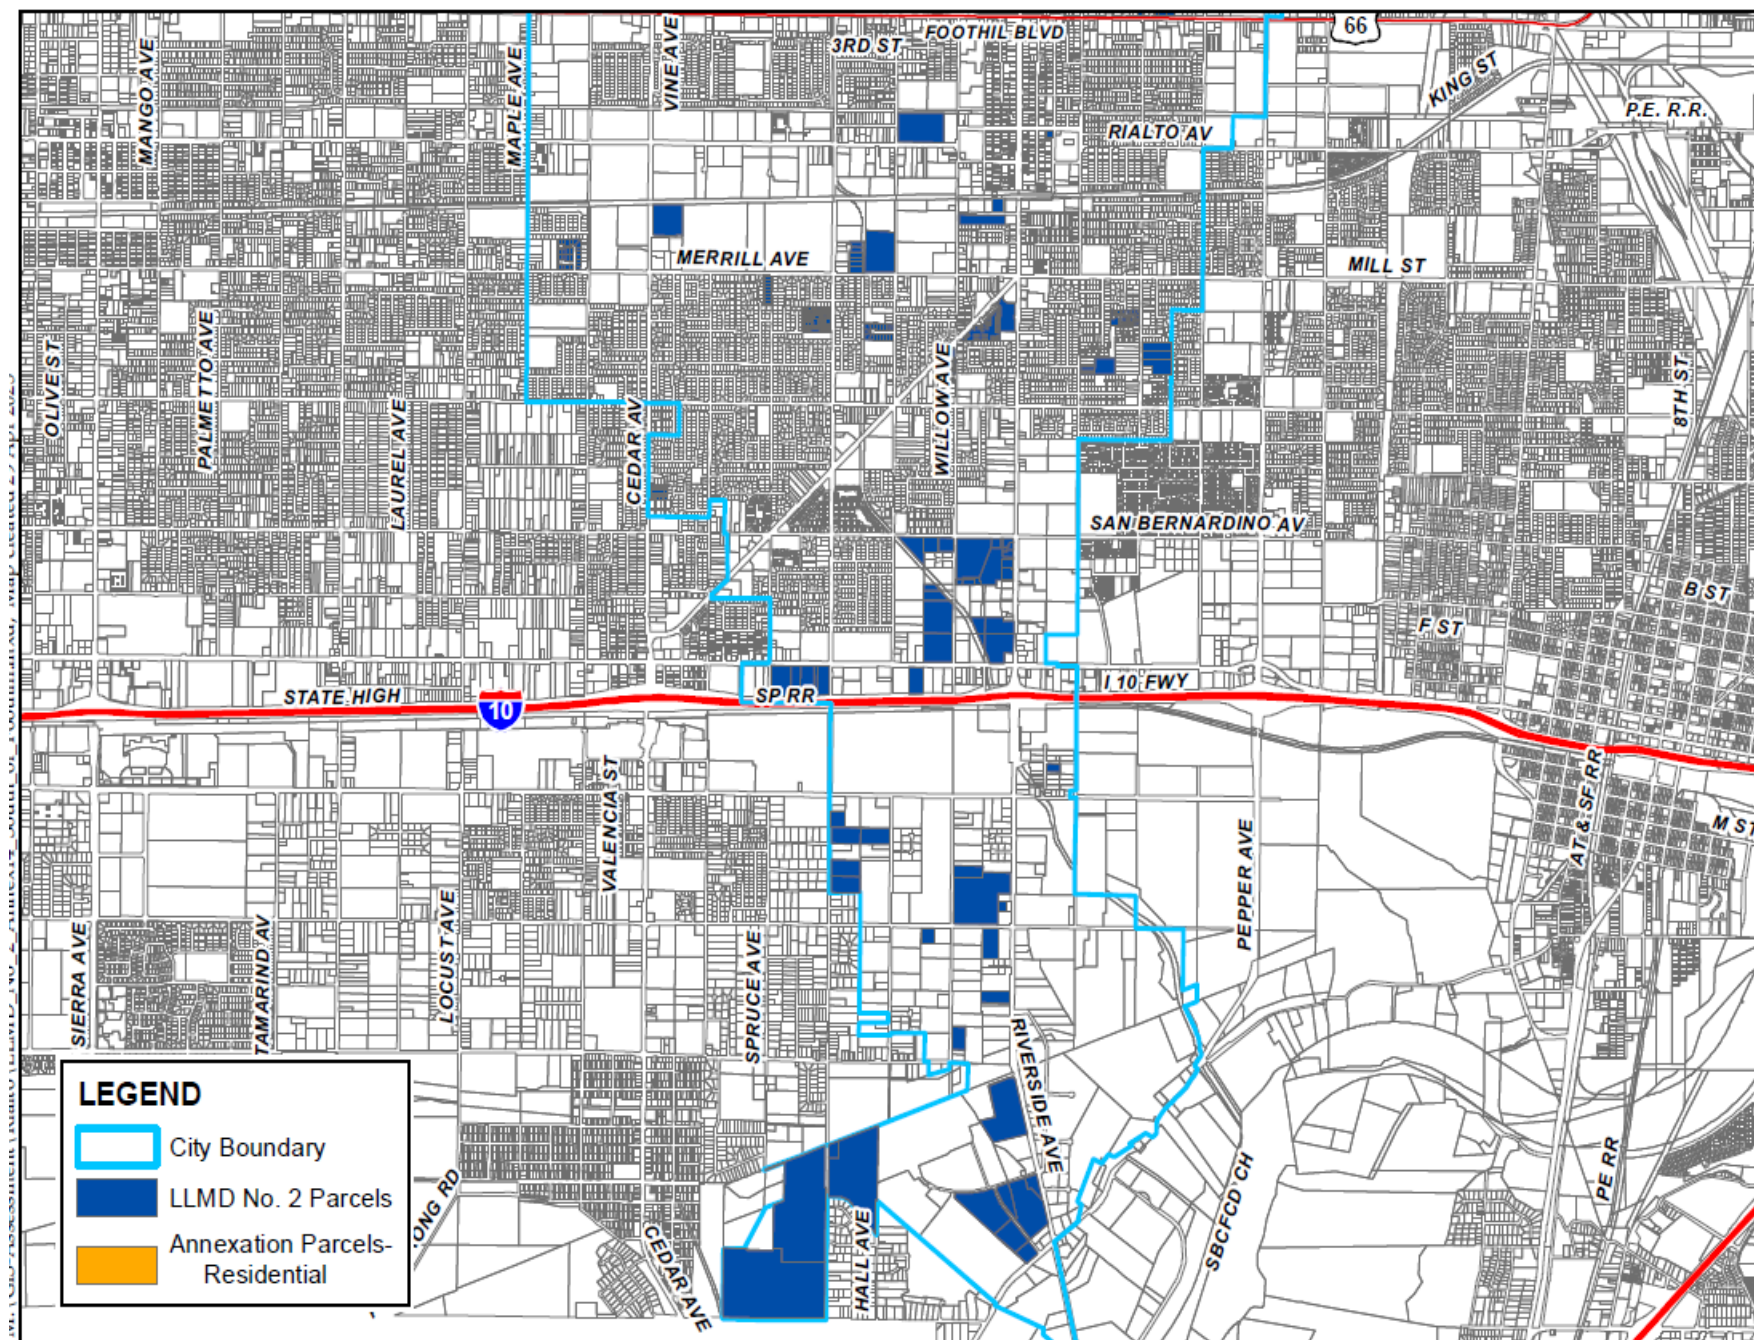 FOOTHIL BLVD
66
3RD ST
VINE AVE
MAPLE AVE
MANGO AVE
KING ST
P.E. R.R.
RIALTO AV
MERRILL AVE
MILL ST
OLIVE ST
PALMETTO AVE
LAUREL AVE
CEDAR AV
WILLOW AVE
8TH ST
SAN BERNARDINO AV
B ST
F ST
STATE HIGH
10
SP RR
I 10 FWY
VALENCIA ST
PEPPER AVE
AT & SF RR
M ST
SIERRA AVE
TAMARIND AV
LOCUST AVE
SPRUCE AVE
RIVERSIDE AVE
SBCFCD CH
PE RR
HALL AVE
CEDAR AVE
ONG RD
LEGEND
City Boundary
LLMD No. 2 Parcels
Annexation Parcels-
Residential